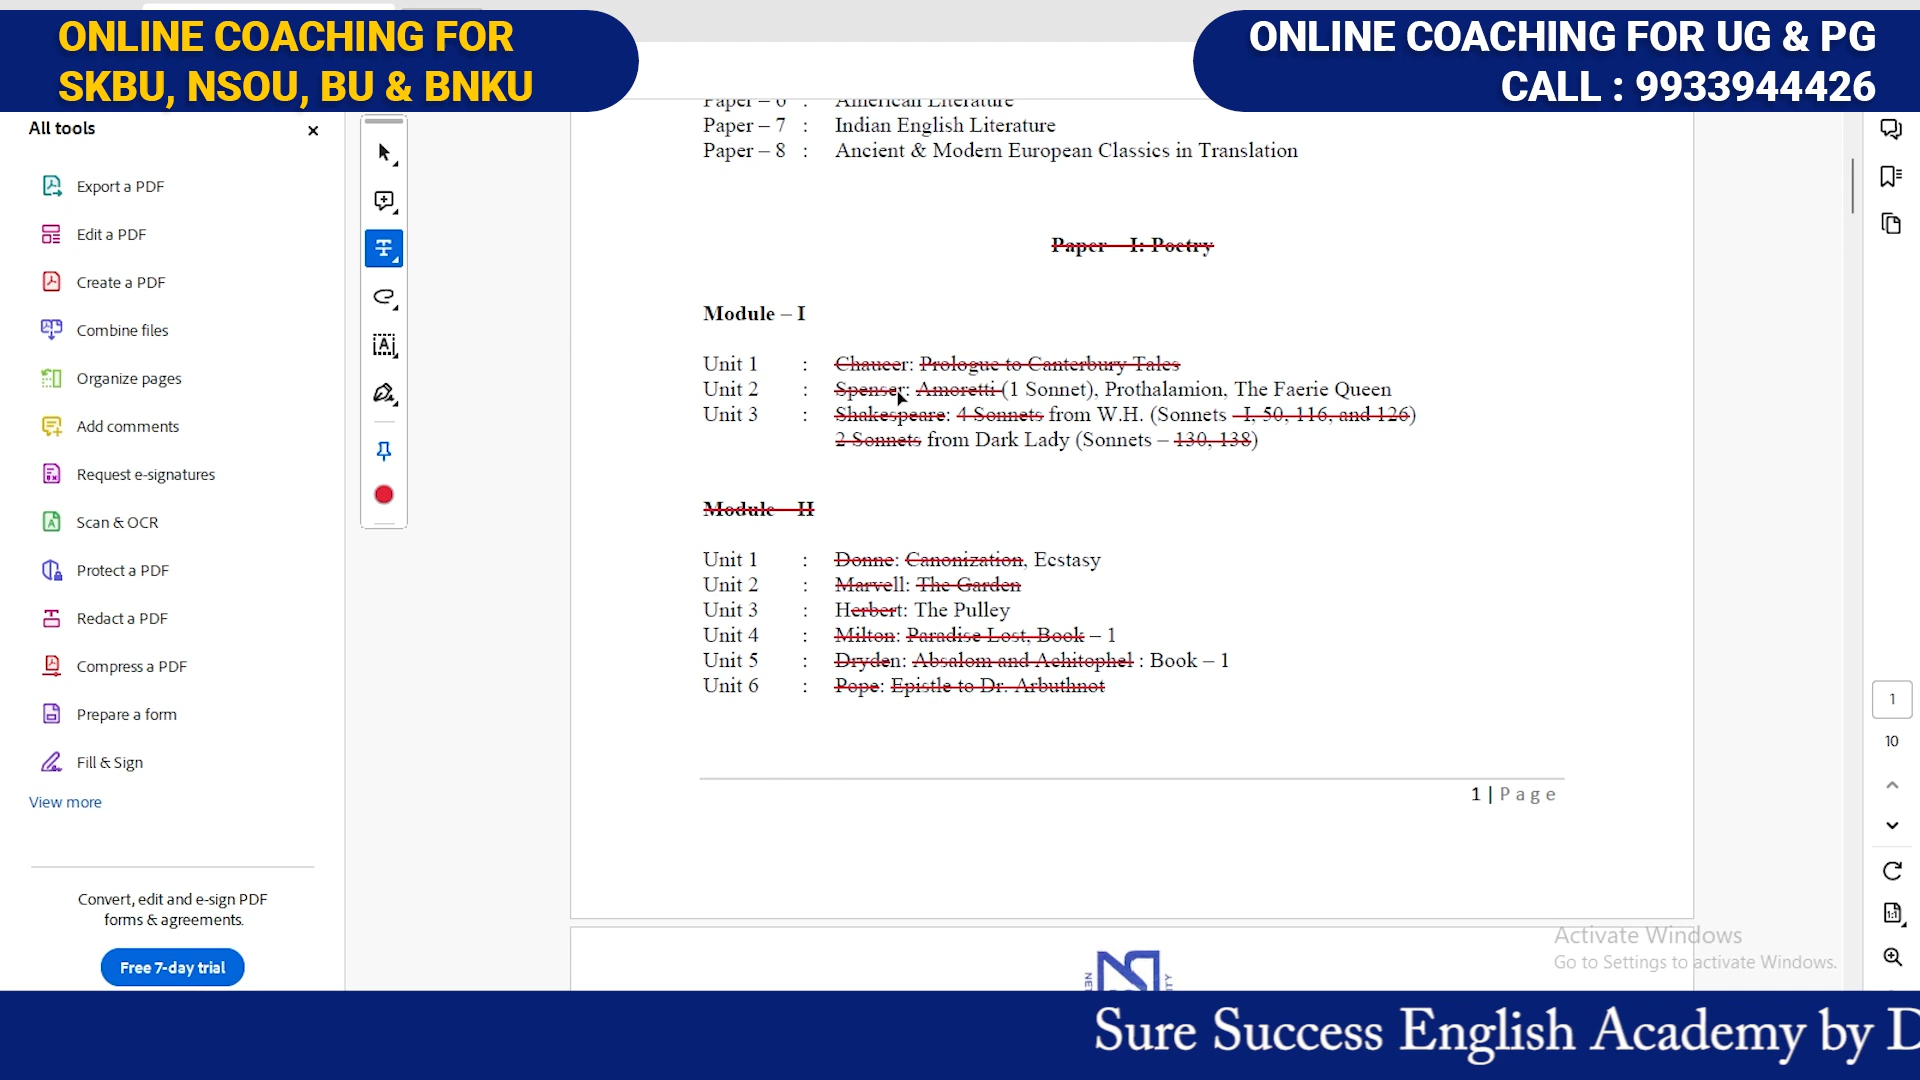 ONLINE COACHING FOR
SKBU, NSOU, BU & BNKU
ONLINE COACHING FOR UG & PG
CALL : 9933944426
All tools
Export a PDF
Edit a PDF
Create a PDF
Combine files
Organize pages
Add comments
Request e-signatures
Scan & OCR
Protect a PDF
Redact a PDF
Compress a PDF
Prepare a form
Fill & Sign
View more
Convert, edit and e-sign PDF
forms & agreements.
Free 7-day trial
Paper – 6 : American Literature
Paper – 7 : Indian English Literature
Paper – 8 : Ancient & Modern European Classics in Translation
Paper – I: Poetry
Module – I
Unit 1 : Chaucer: Prologue to Canterbury Tales
Unit 2 : Spenser: Amoretti (1 Sonnet), Prothalamion, The Faerie Queen
Unit 3 : Shakespeare: 4 Sonnets from W.H. (Sonnets – I, 50, 116, and 126)
2 Sonnets from Dark Lady (Sonnets – 130, 138)
Module – II
Unit 1 : Donne: Canonization, Ecstasy
Unit 2 : Marvell: The Garden
Unit 3 : Herbert: The Pulley
Unit 4 : Milton: Paradise Lost, Book – 1
Unit 5 : Dryden: Absalom and Achitophel : Book – 1
Unit 6 : Pope: Epistle to Dr. Arbuthnot
1 | Page
1
10
Activate Windows
Go to Settings to activate Windows.
Sure Success English Academy by D